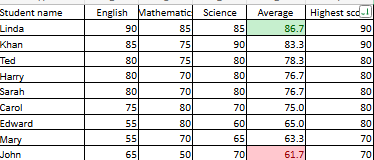 Student name English Mathematic Science Average Highest sco
Linda 90 85 85 86.7 90
Khan 85 75 90 83.3 90
Ted 80 75 80 78.3 80
Harry 80 70 80 76.7 80
Sarah 80 70 80 76.7 80
Carol 75 80 70 75.0 80
Edward 55 80 60 65.0 80
Mary 55 70 65 63.3 70
John 65 50 70 61.7 70